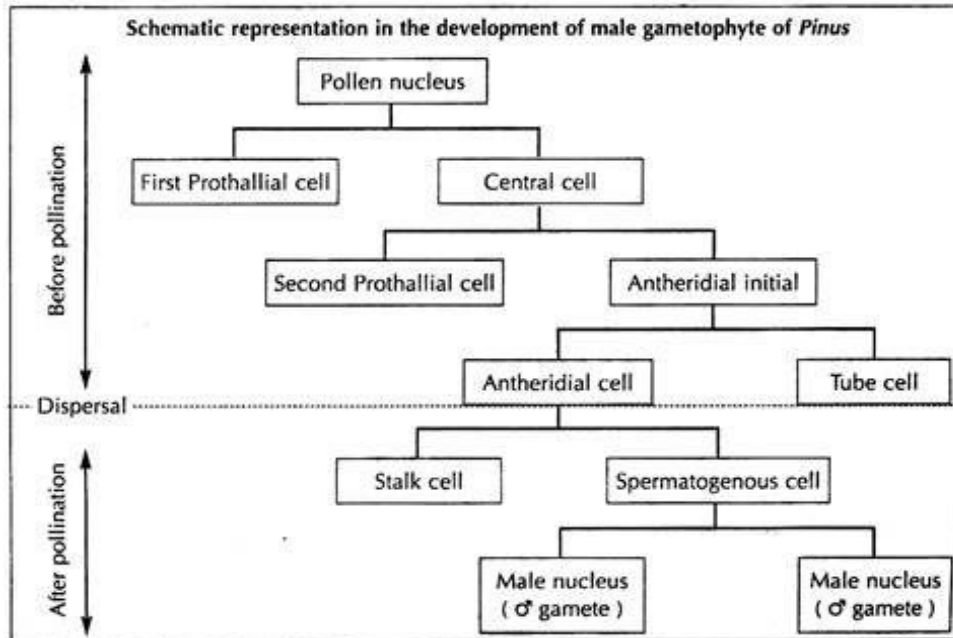 Schematic representation in the development of male gametophyte of Pinus
Before pollination
Pollen nucleus
First Prothallial cell
Central cell
Second Prothallial cell
Antheridial initial
Antheridial cell
Tube cell
Dispersal
After pollination
Stalk cell
Spermatogenous cell
Male nucleus
( ♂ gamete )
Male nucleus
( ♂ gamete )